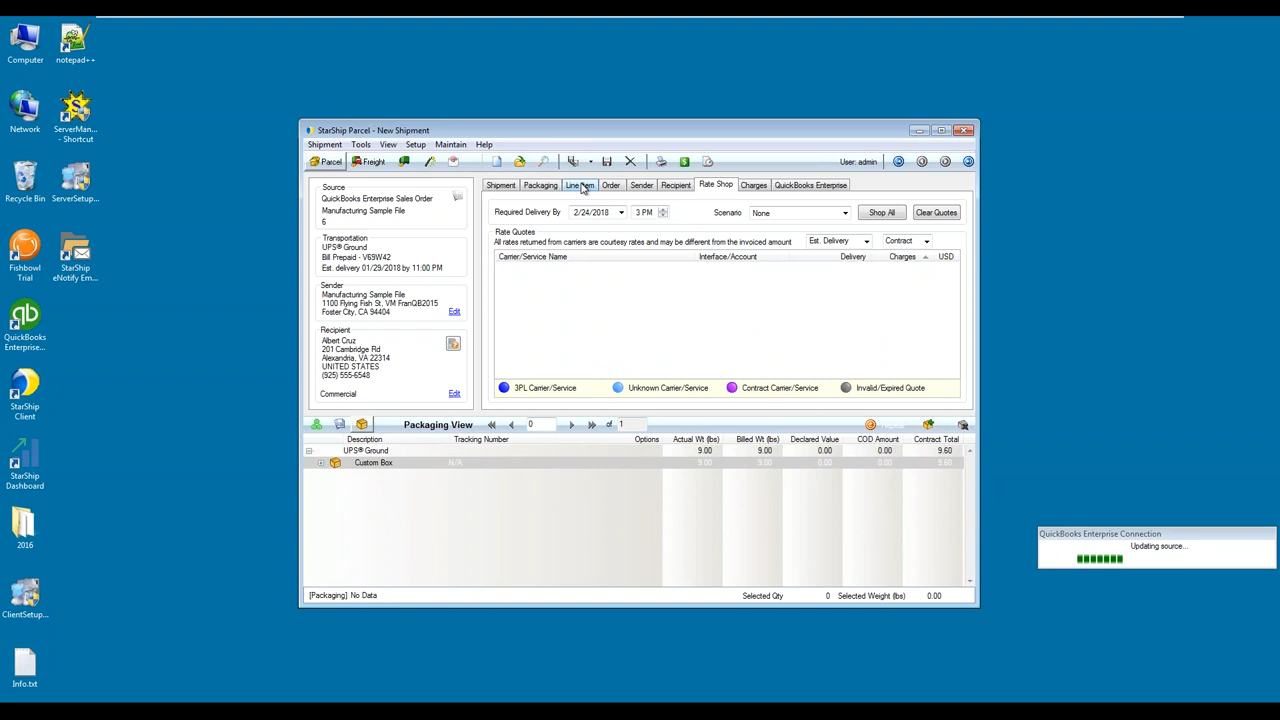 Computer
notepad++
Network
ServerMan...
- Shortcut
Recycle Bin
ServerSetup...
Fishbowl
Trial
StarShip
eNotify Em...
QuickBooks
Enterprise...
StarShip
Client
StarShip
Dashboard
2016
ClientSetup...
Info.txt
StarShip Parcel - New Shipment
Shipment Tools View Setup Maintain Help
Parcel Freight User: admin
Source
QuickBooks Enterprise Sales Order
Manufacturing Sample File
6
Transportation
UPS® Ground
Bill Prepaid - V69W42
Est. delivery 01/29/2018 by 11:00 PM
Sender
Manufacturing Sample File
1100 Flying Fish St, VM FranQB2015
Foster City, CA 94404 Edit
Recipient
Albert Cruz
201 Cambridge Rd
Alexandria, VA 22314
UNITED STATES
(925) 555-6548
Commercial Edit
Shipment Packaging Line Item Order Sender Recipient Rate Shop Charges QuickBooks Enterprise
Required Delivery By 2/24/2018 3 PM Scenario None Shop All Clear Quotes
Rate Quotes
All rates returned from carriers are courtesy rates and may be different from the invoiced amount Est. Delivery Contract
Carrier/Service Name Interface/Account Delivery Charges USD
3PL Carrier/Service Unknown Carrier/Service Contract Carrier/Service Invalid/Expired Quote
Packaging View 0 of 1
Description Tracking Number Options Actual Wt (lbs) Billed Wt (lbs) Declared Value COD Amount Contract Total
UPS® Ground 9.00 9.00 0.00 0.00 9.60
Custom Box N/A 9.00 9.00 0.00 0.00 9.60
[Packaging] No Data Selected Qty 0 Selected Weight (lbs) 0.00
QuickBooks Enterprise Connection
Updating source...